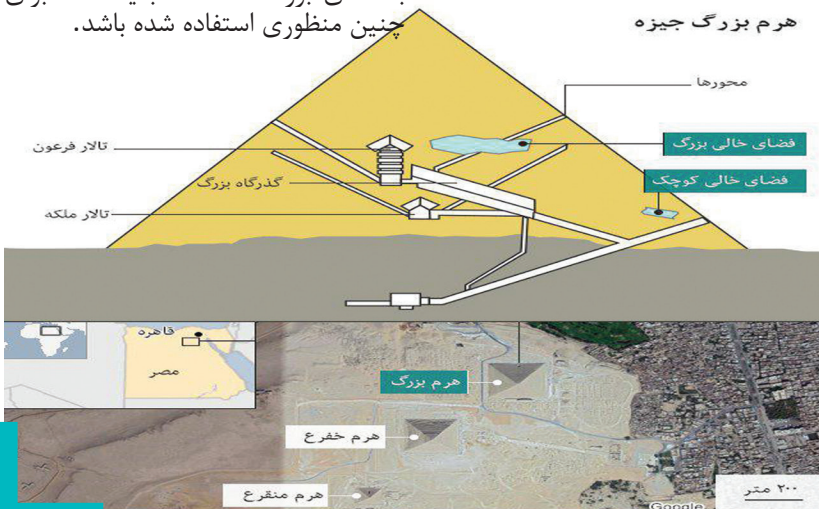 چنین منظوری استفاده شده باشد.
هرم بزرگ جیزه
محورها
تالار فرعون
فضای خالی بزرگ
گذرگاه بزرگ
فضای خالی کوچک
تالار ملکه
قاهره
مصر
هرم بزرگ
هرم خفرع
هرم منقرع
۲۰۰ متر
Google